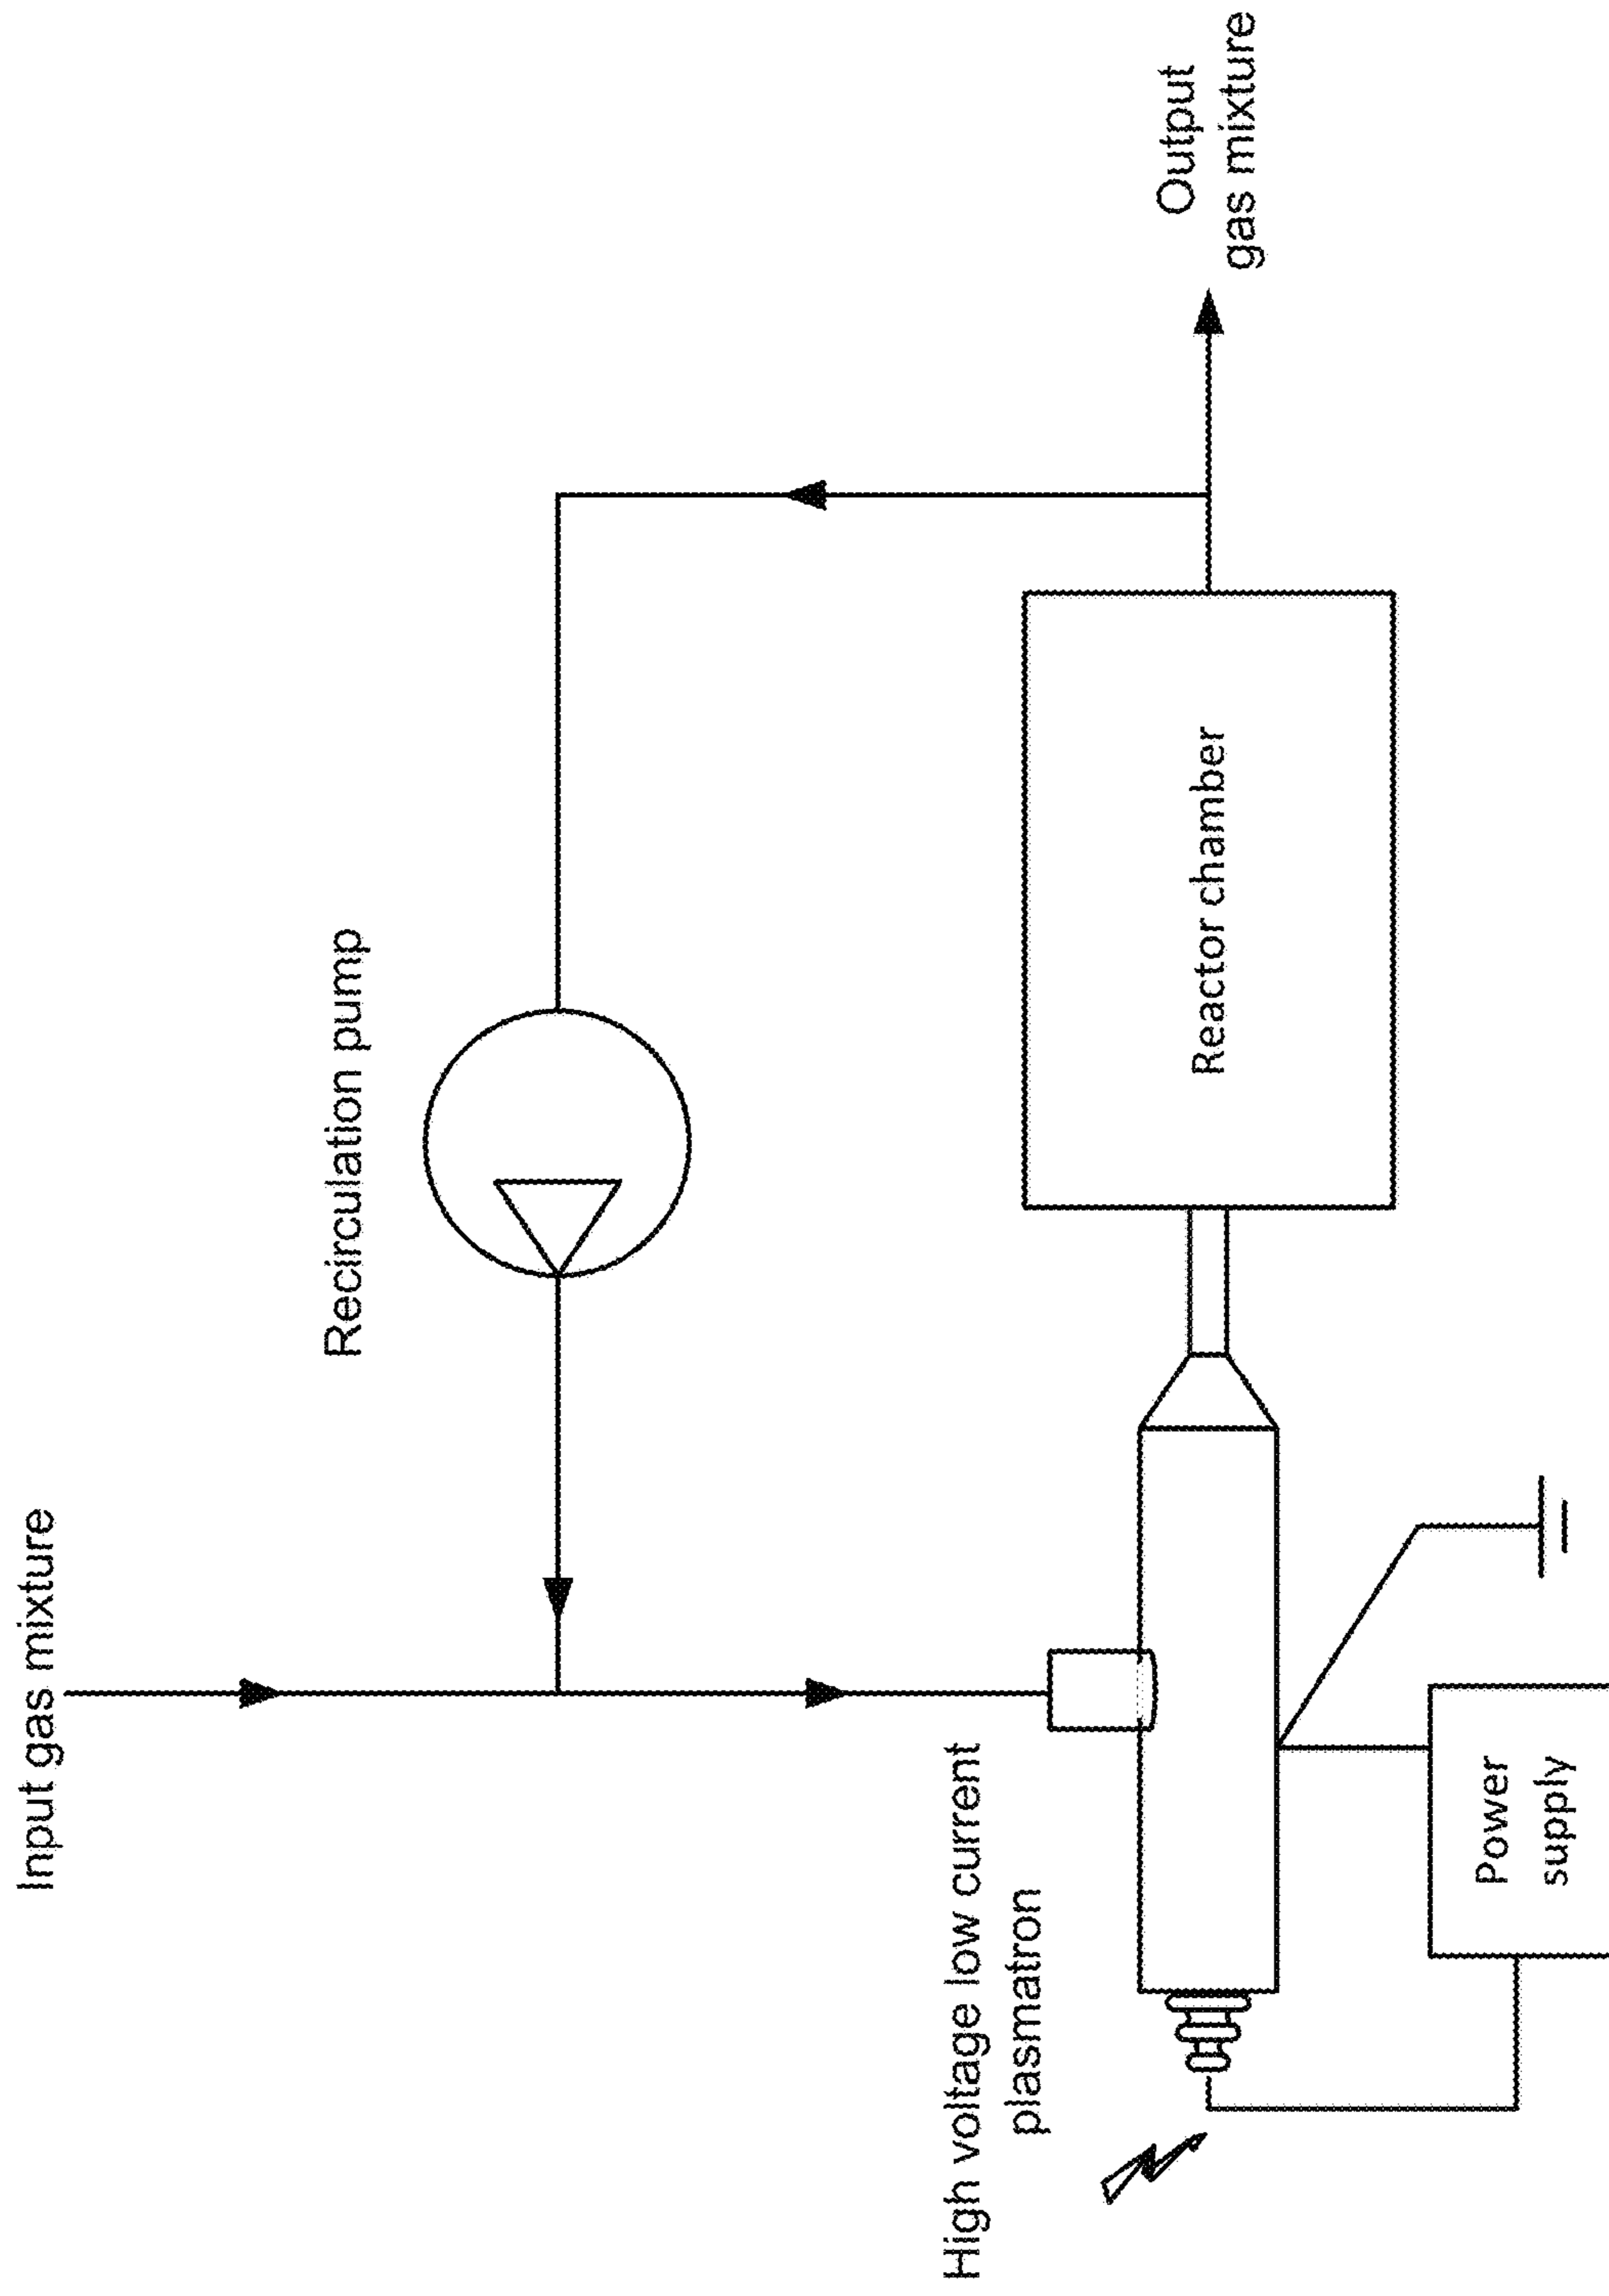 Input gas mixture
Recirculation pump
High voltage low current
plasmatron
Reactor chamber
Output
gas mixture
Power
supply